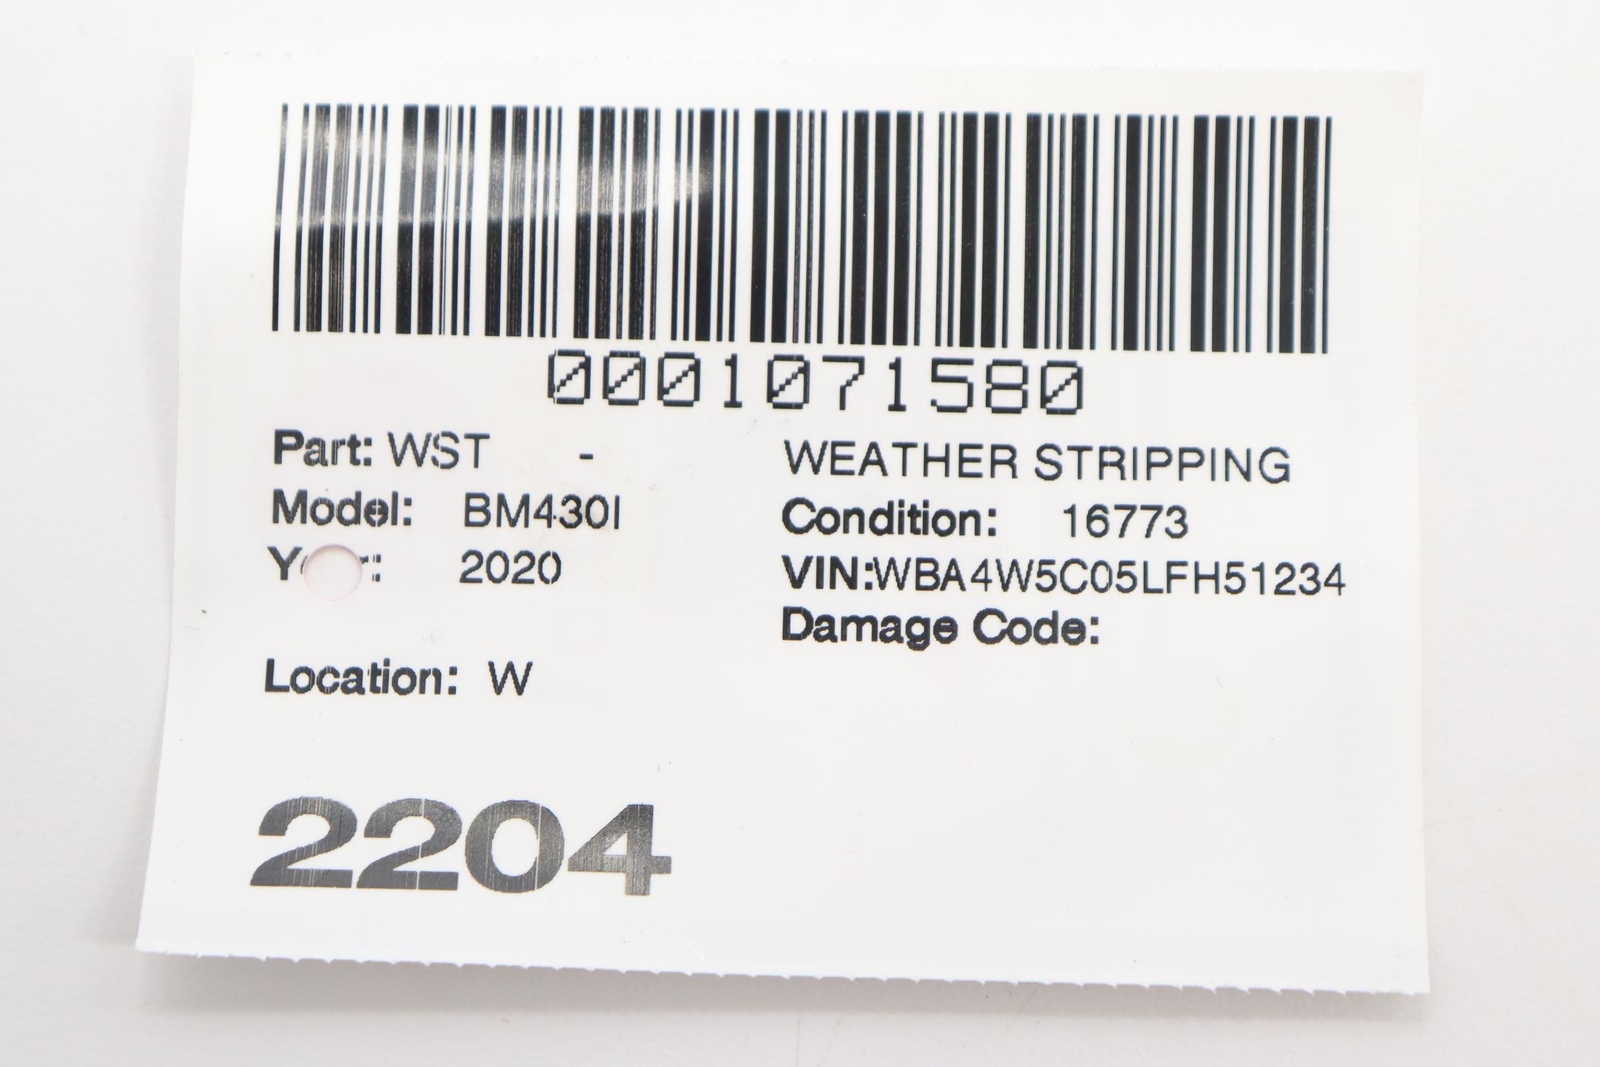 0001071580
Part: WST - WEATHER STRIPPING
Model: BM430I Condition: 16773
2020 VIN:WBA4W5C05LFH51234
Damage Code:
Location: W
2204